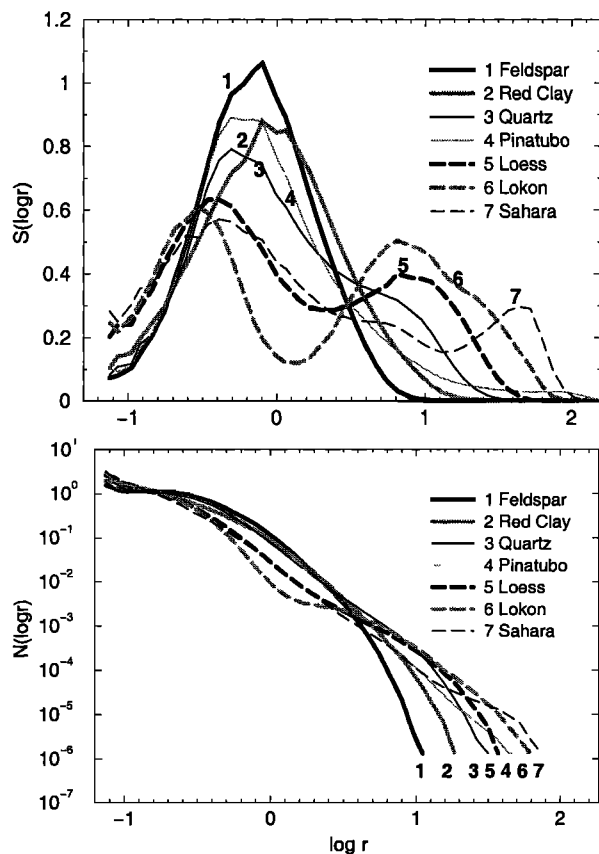 1.2
1
0.8
0.6
0.4
0.2
0
S(logr)
1
2
3
4
5
6
7
1 Feldspar
2 Red Clay
3 Quartz
4 Pinatubo
5 Loess
6 Lokon
7 Sahara
−1 0 1 2
10^1
10^0
10^-1
10^-2
10^-3
10^-4
10^-5
10^-6
10^-7
N(logr)
1 Feldspar
2 Red Clay
3 Quartz
4 Pinatubo
5 Loess
6 Lokon
7 Sahara
1 2 3 5 4 6 7
−1 0 1 2
log r